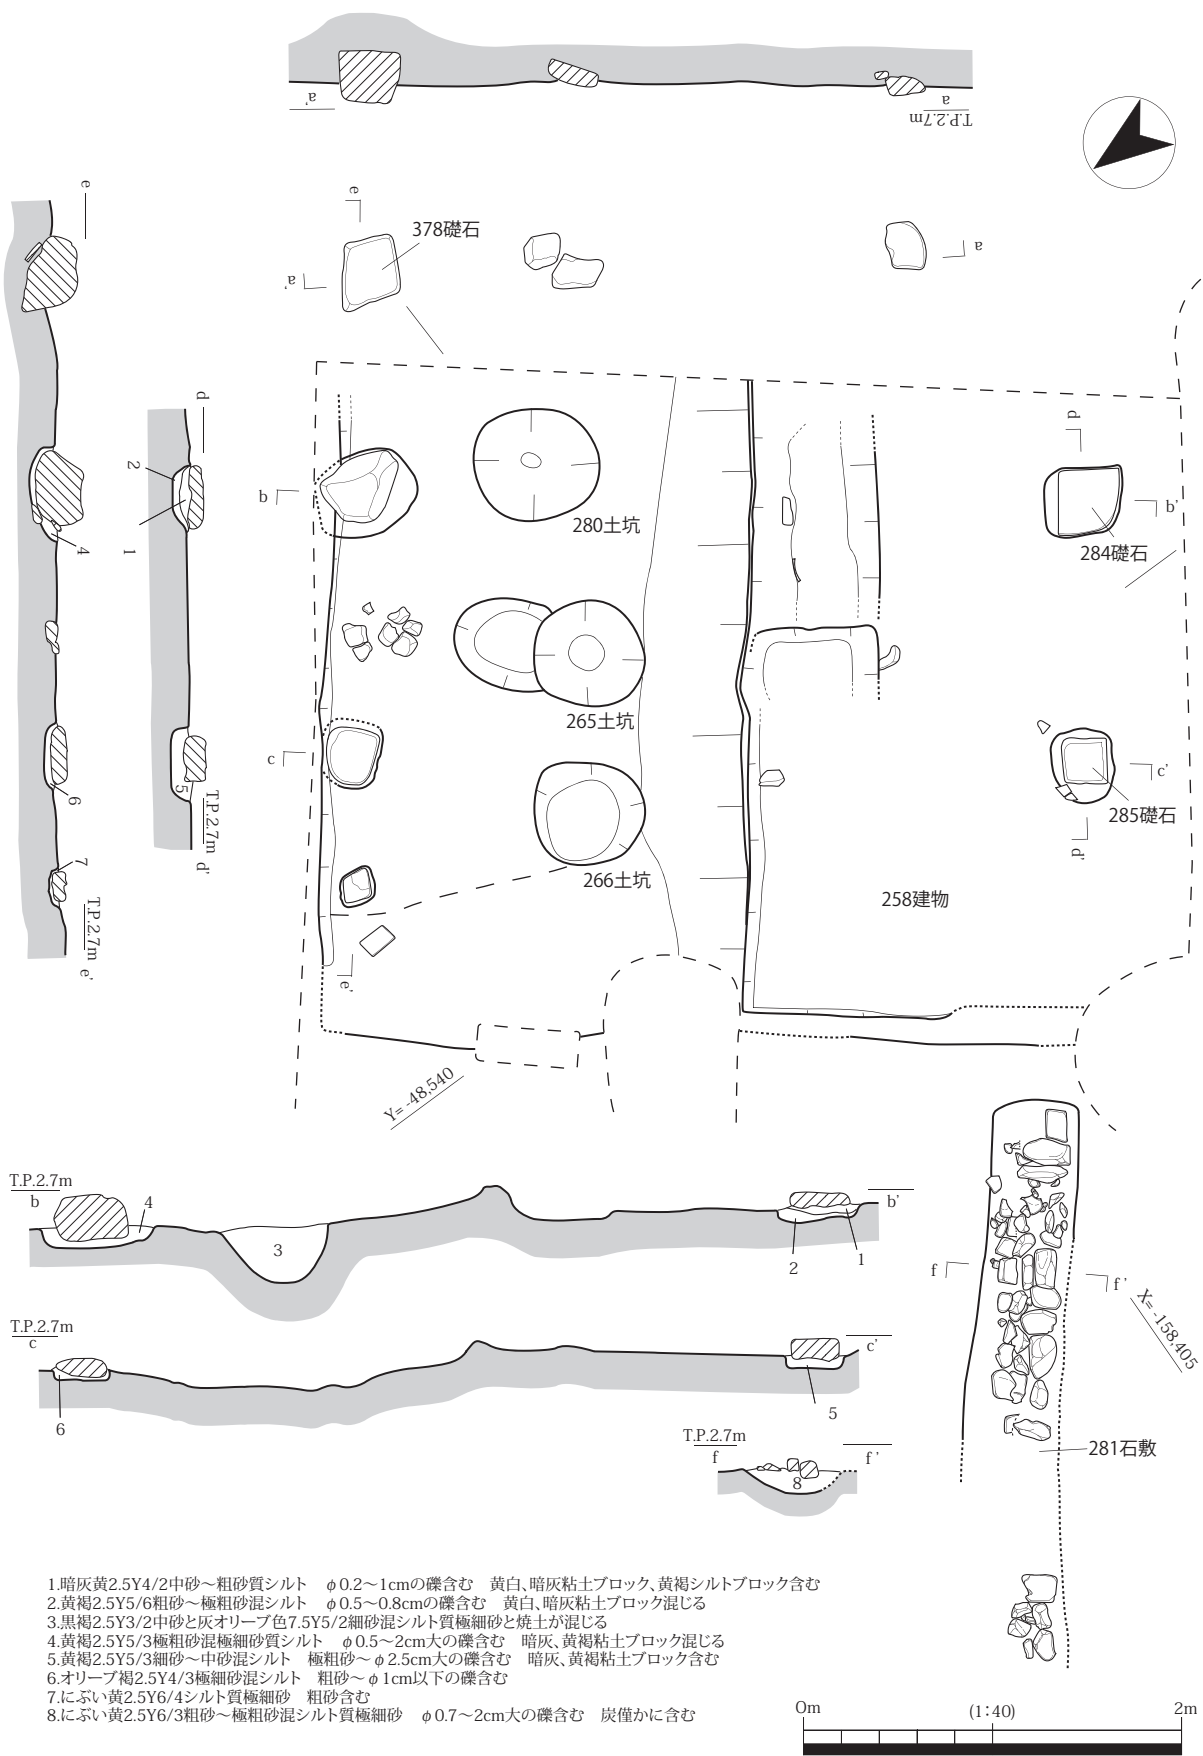 a'
a
T.P.2.7m
e
e
378礎石
a'
a
d
d
b
b'
280土坑
284礎石
2
1
4
265土坑
c
c'
285礎石
5
T.P.2.7m
d'
d'
6
266土坑
258建物
7
T.P.2.7m
e'
e'
Y= -48,540
T.P.2.7m
b
4
b'
3
2
1
f
f'
X= -158,405
T.P.2.7m
c
c'
6
5
T.P.2.7m
f
f'
8
281石敷
1.暗灰黄2.5Y4/2中砂〜粗砂質シルト　φ0.2〜1cmの礫含む　黄白、暗灰粘土ブロック、黄褐シルトブロック含む
2.黄褐2.5Y5/6粗砂〜極粗砂混シルト　φ0.5〜0.8cmの礫含む　黄白、暗灰粘土ブロック混じる
3.黒褐2.5Y3/2中砂と灰オリーブ色7.5Y5/2細砂混シルト質極細砂と焼土が混じる
4.黄褐2.5Y5/3極粗砂混極細砂質シルト　φ0.5〜2cm大の礫含む　暗灰、黄褐粘土ブロック混じる
5.黄褐2.5Y5/3細砂〜中砂混シルト　極粗砂〜φ2.5cm大の礫含む　暗灰、黄褐粘土ブロック含む
6.オリーブ褐2.5Y4/3極細砂混シルト　粗砂〜φ1cm以下の礫含む
7.にぶい黄2.5Y6/4シルト質極細砂　粗砂含む
8.にぶい黄2.5Y6/3粗砂〜極粗砂混シルト質極細砂　φ0.7〜2cm大の礫含む　炭僅かに含む
0m
(1:40)
2m